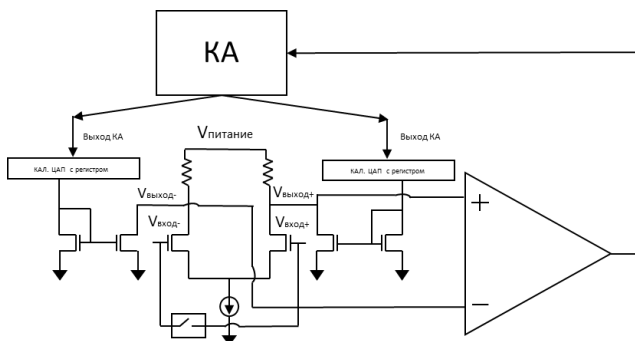 КА
Выход КА
Выход КА
Vпитание
КАЛ. ЦАП с регистром
КАЛ. ЦАП с регистром
Vвыход-
Vвыход+
Vвход-
Vвход+
+
−